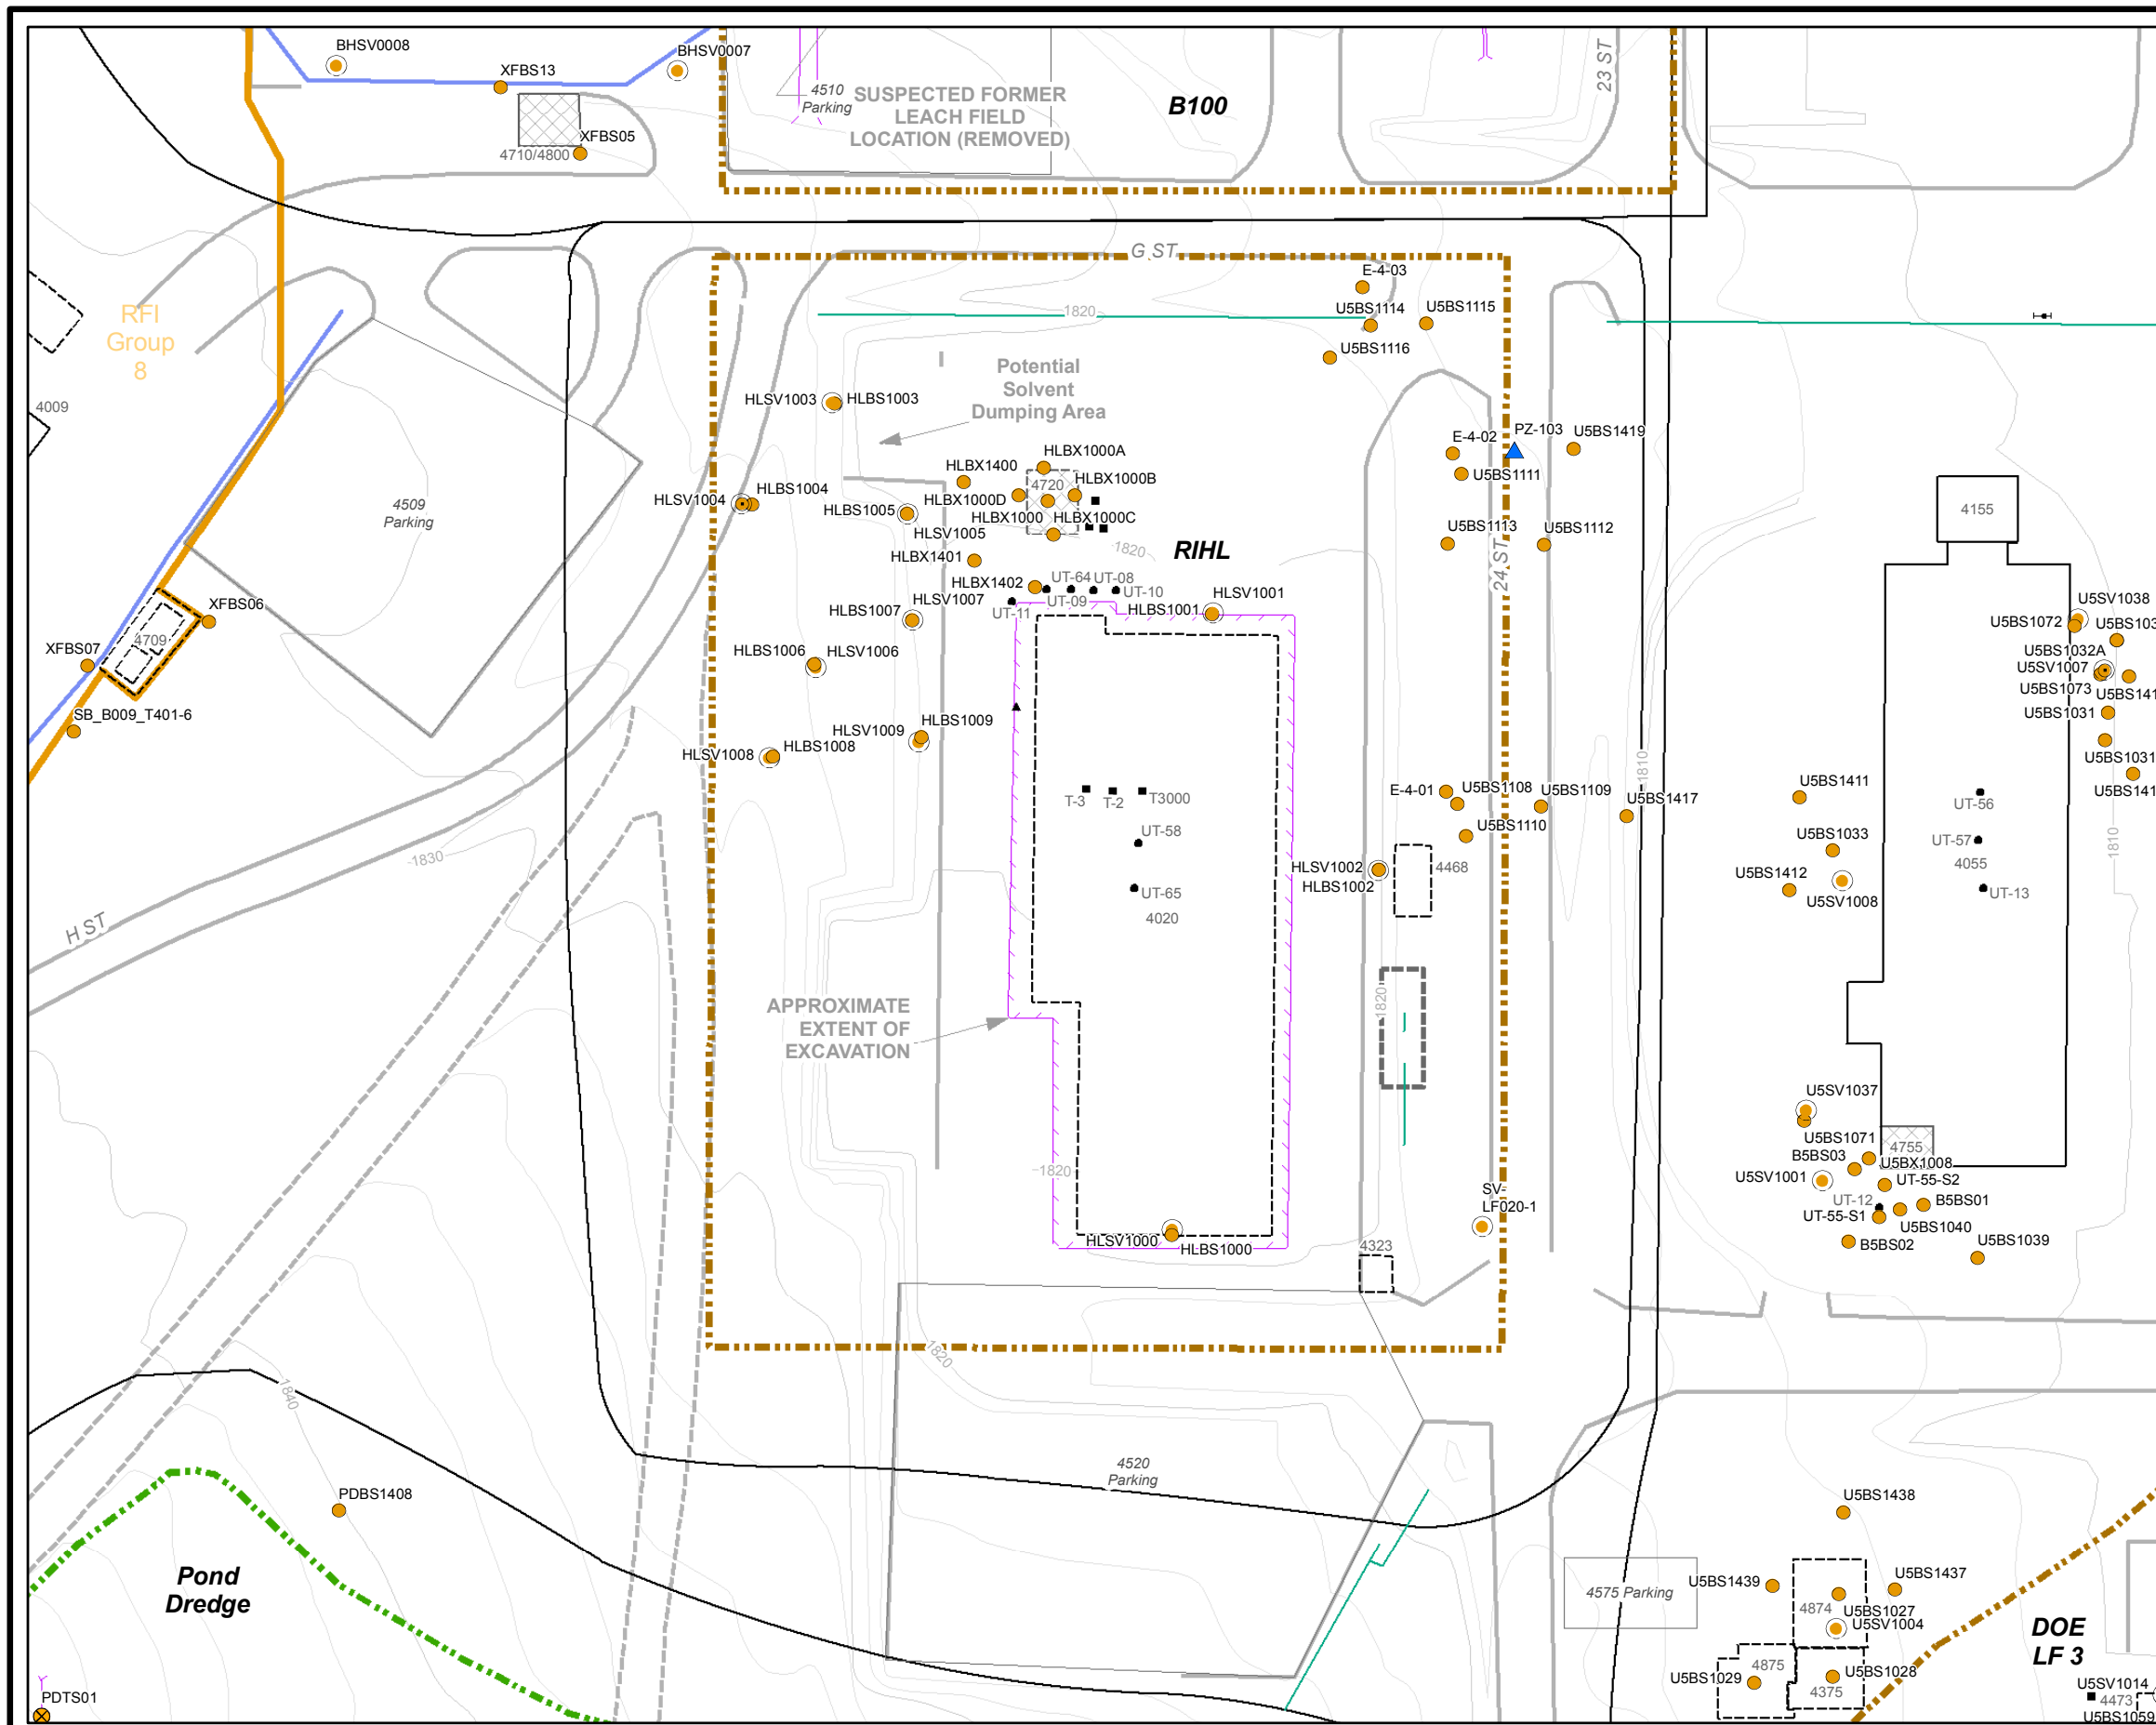 BHSV0008
BHSV0007
XFBS13
XFBS05
4710/4800
4510
Parking
SUSPECTED FORMER
LEACH FIELD
LOCATION (REMOVED)
B100
23 ST
G ST
RFI
Group
8
4009
4509
Parking
1820
E-4-03
U5BS1114
U5BS1115
U5BS1116
Potential
Solvent
Dumping Area
HLSV1003
HLBS1003
HLBX1000A
HLBX1400
HLBX1000B
4720
HLBX1000D
HLBX1000
HLBX1000C
HLSV1004
HLBS1004
HLBS1005
HLSV1005
HLBX1401
1820
RIHL
E-4-02
PZ-103
U5BS1419
U5BS1111
U5BS1113
U5BS1112
24 ST
4155
HLBX1402
UT-64
UT-08
UT-10
UT-09
UT-11
HLBS1001
HLSV1001
HLSV1007
HLBS1007
HLBS1006
HLSV1006
XFBS06
4709
XFBS07
SB_B009_T401-6
U5SV1038
U5BS1072
U5BS103
U5BS1032A
U5SV1007
U5BS1073
U5BS141
U5BS1031
U5BS1031
U5BS141
HLBS1009
HLSV1009
HLSV1008
HLBS1008
T-3
T-2
T3000
UT-58
UT-65
4020
E-4-01
U5BS1108
U5BS1109
U5BS1110
U5BS1417
1810
U5BS1411
UT-56
U5BS1033
UT-57
4055
1810
U5BS1412
U5SV1008
UT-13
HLSV1002
HLBS1002
4468
1830
H ST
APPROXIMATE
EXTENT OF
EXCAVATION
1820
U5SV1037
U5BS1071
4755
B5BS03
U5BX1008
U5SV1001
UT-55-S2
UT-12
B5BS01
UT-55-S1
U5BS1040
B5BS02
U5BS1039
1820
SV-
LF020-1
HLSV1000
HLBS1000
4323
1820
1840
4520
Parking
PDBS1408
Pond
Dredge
PDTS01
U5BS1438
4575 Parking
U5BS1439
U5BS1437
4874
U5BS1027
U5SV1004
4875
U5BS1029
U5BS1028
4375
DOE
LF 3
U5SV1014
4473
U5BS1059